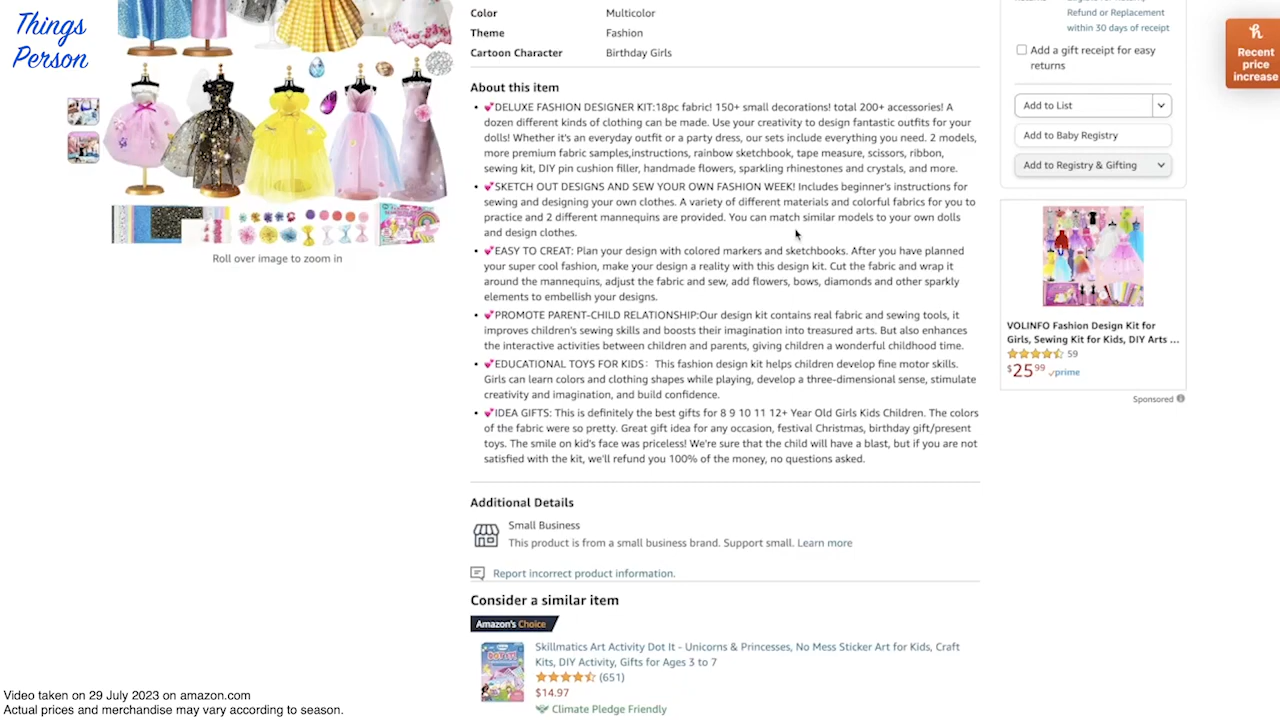 Things
Person
Roll over image to zoom in
Color Multicolor
Theme Fashion
Cartoon Character Birthday Girls
About this item
• 💕DELUXE FASHION DESIGNER KIT:18pc fabric! 150+ small decorations! total 200+ accessories! A
dozen different kinds of clothing can be made. Use your creativity to design fantastic outfits for your
dolls! Whether it's an everyday outfit or a party dress, our sets include everything you need. 2 models,
more premium fabric samples,instructions, rainbow sketchbook, tape measure, scissors, ribbon,
sewing kit, DIY pin cushion filler, handmade flowers, sparkling rhinestones and crystals, and more.
• 💕SKETCH OUT DESIGNS AND SEW YOUR OWN FASHION WEEK! Includes beginner's instructions for
sewing and designing your own clothes. A variety of different materials and colorful fabrics for you to
practice and 2 different mannequins are provided. You can match similar models to your own dolls
and design clothes.
• 💕EASY TO CREAT: Plan your design with colored markers and sketchbooks. After you have planned
your super cool fashion, make your design a reality with this design kit. Cut the fabric and wrap it
around the mannequins, adjust the fabric and sew, add flowers, bows, diamonds and other sparkly
elements to embellish your designs.
• 💕PROMOTE PARENT-CHILD RELATIONSHIP:Our design kit contains real fabric and sewing tools, it
improves children's sewing skills and boosts their imagination into treasured arts. But also enhances
the interactive activities between children and parents, giving children a wonderful childhood time.
• 💕EDUCATIONAL TOYS FOR KIDS：This fashion design kit helps children develop fine motor skills.
Girls can learn colors and clothing shapes while playing, develop a three-dimensional sense, stimulate
creativity and imagination, and build confidence.
• 💕IDEA GIFTS: This is definitely the best gifts for 8 9 10 11 12+ Year Old Girls Kids Children. The colors
of the fabric were so pretty. Great gift idea for any occasion, festival Christmas, birthday gift/present
toys. The smile on kid's face was priceless! We're sure that the child will have a blast, but if you are not
satisfied with the kit, we'll refund you 100% of the money, no questions asked.
Additional Details
Small Business
This product is from a small business brand. Support small. Learn more
Report incorrect product information.
Consider a similar item
Amazon's Choice
Skillmatics Art Activity Dot It - Unicorns & Princesses, No Mess Sticker Art for Kids, Craft
Kits, DIY Activity, Gifts for Ages 3 to 7
(651)
$14.97
Climate Pledge Friendly
Refund or Replacement
within 30 days of receipt
Add a gift receipt for easy
returns
Add to List
Add to Baby Registry
Add to Registry & Gifting
VOLINFO Fashion Design Kit for
Girls, Sewing Kit for Kids, DIY Arts ...
59
$25 99 prime
Sponsored
h
Recent
price
increase
Video taken on 29 July 2023 on amazon.com
Actual prices and merchandise may vary according to season.